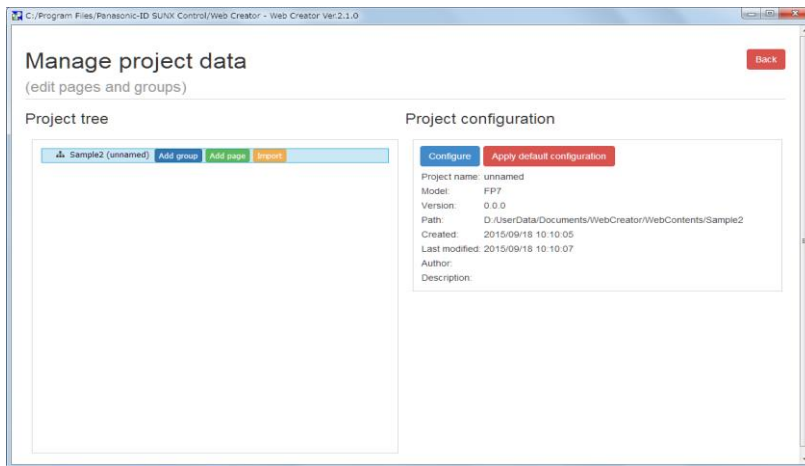 C:/Program Files/Panasonic-ID SUNX Control/Web Creator - Web Creator Ver.2.1.0
Manage project data
Back
(edit pages and groups)
Project tree
Project configuration
Sample2 (unnamed) Add group Add page Import
Configure Apply default configuration
Project name: unnamed
Model: FP7
Version: 0.0.0
Path: D:/UserData/Documents/WebCreator/WebContents/Sample2
Created: 2015/09/18 10:10:05
Last modified: 2015/09/18 10:10:07
Author:
Description: